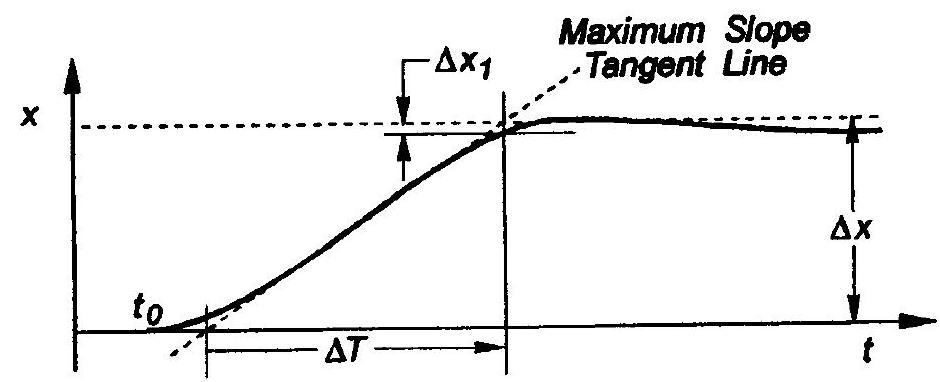 Maximum Slope
Tangent Line
Δx₁
x
Δx
t₀
ΔT
t